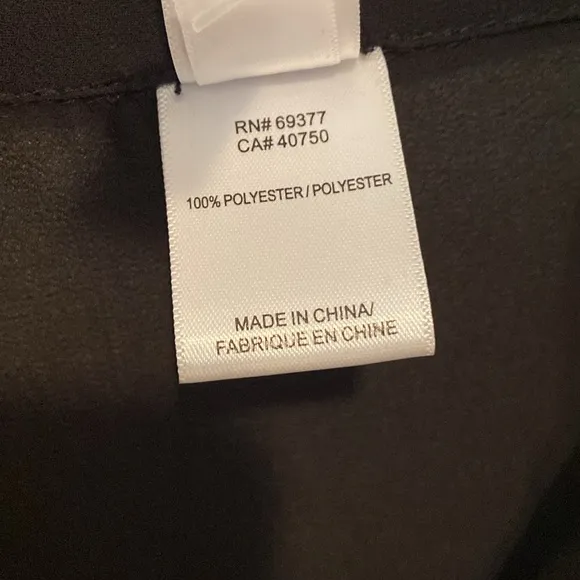 RN# 69377
CA# 40750
100% POLYESTER / POLYESTER
MADE IN CHINA/
FABRIQUE EN CHINE